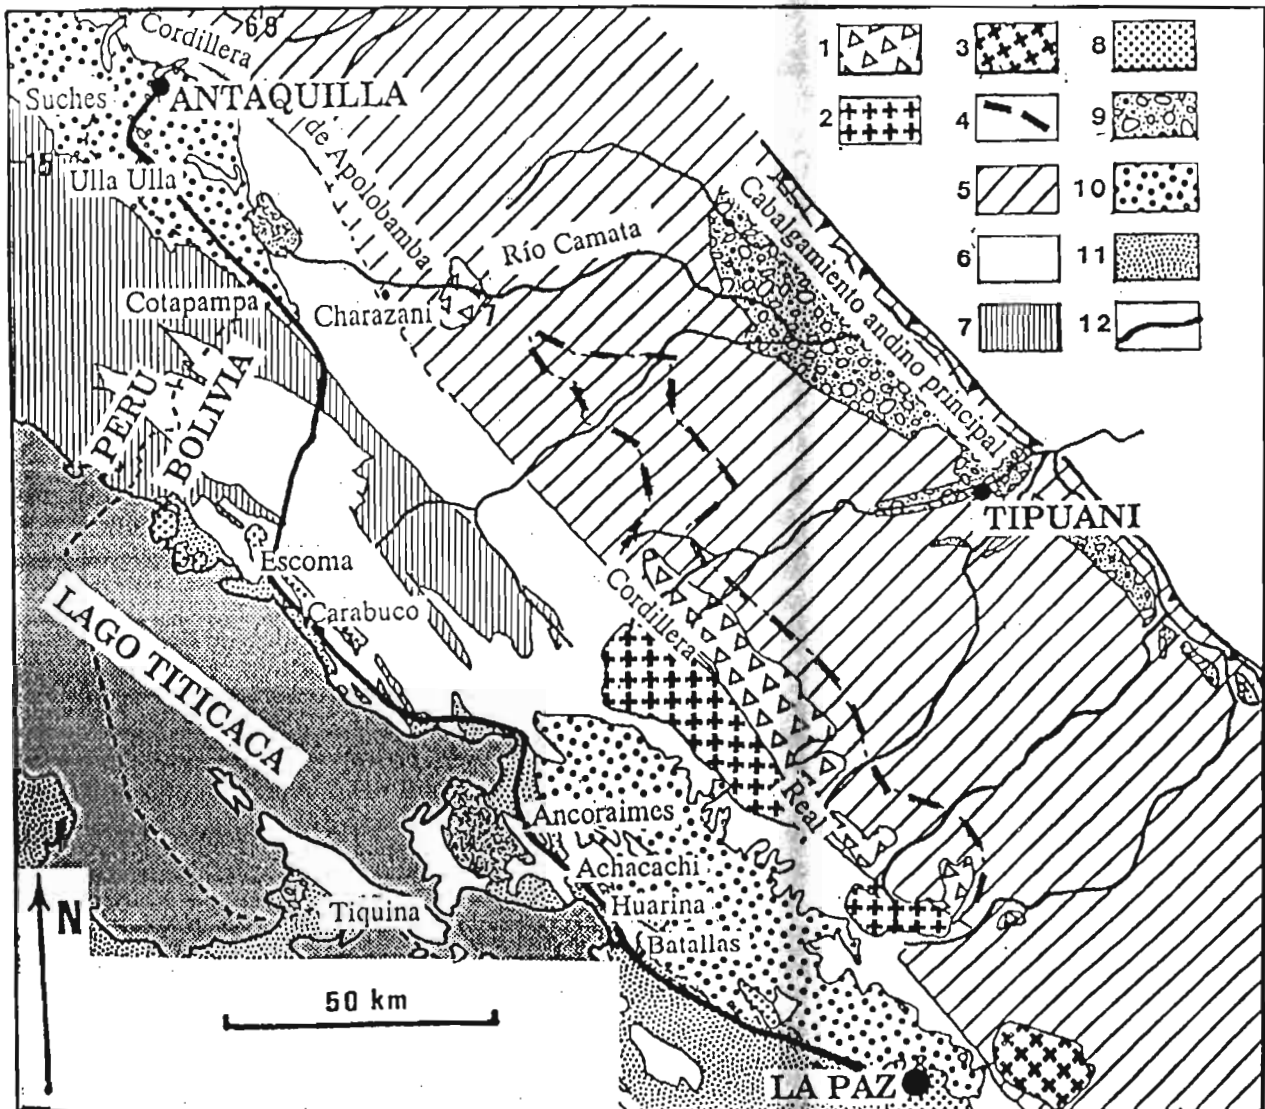 68
Cordillera
Suches
ANTAQUILLA
15
Ulla Ulla
de Apolobamba
Río Camata
Cabalgamiento andino principal
Cotapampa
Charazani
PERU
BOLIVIA
TIPUANI
Escoma
Carabuco
Cordillera
Real
LAGO TITICACA
Ancoraimes
Achacachi
Huarina
Tiquina
Batallas
N
50 km
LA PAZ
1
2
3
4
5
6
7
8
9
10
11
12